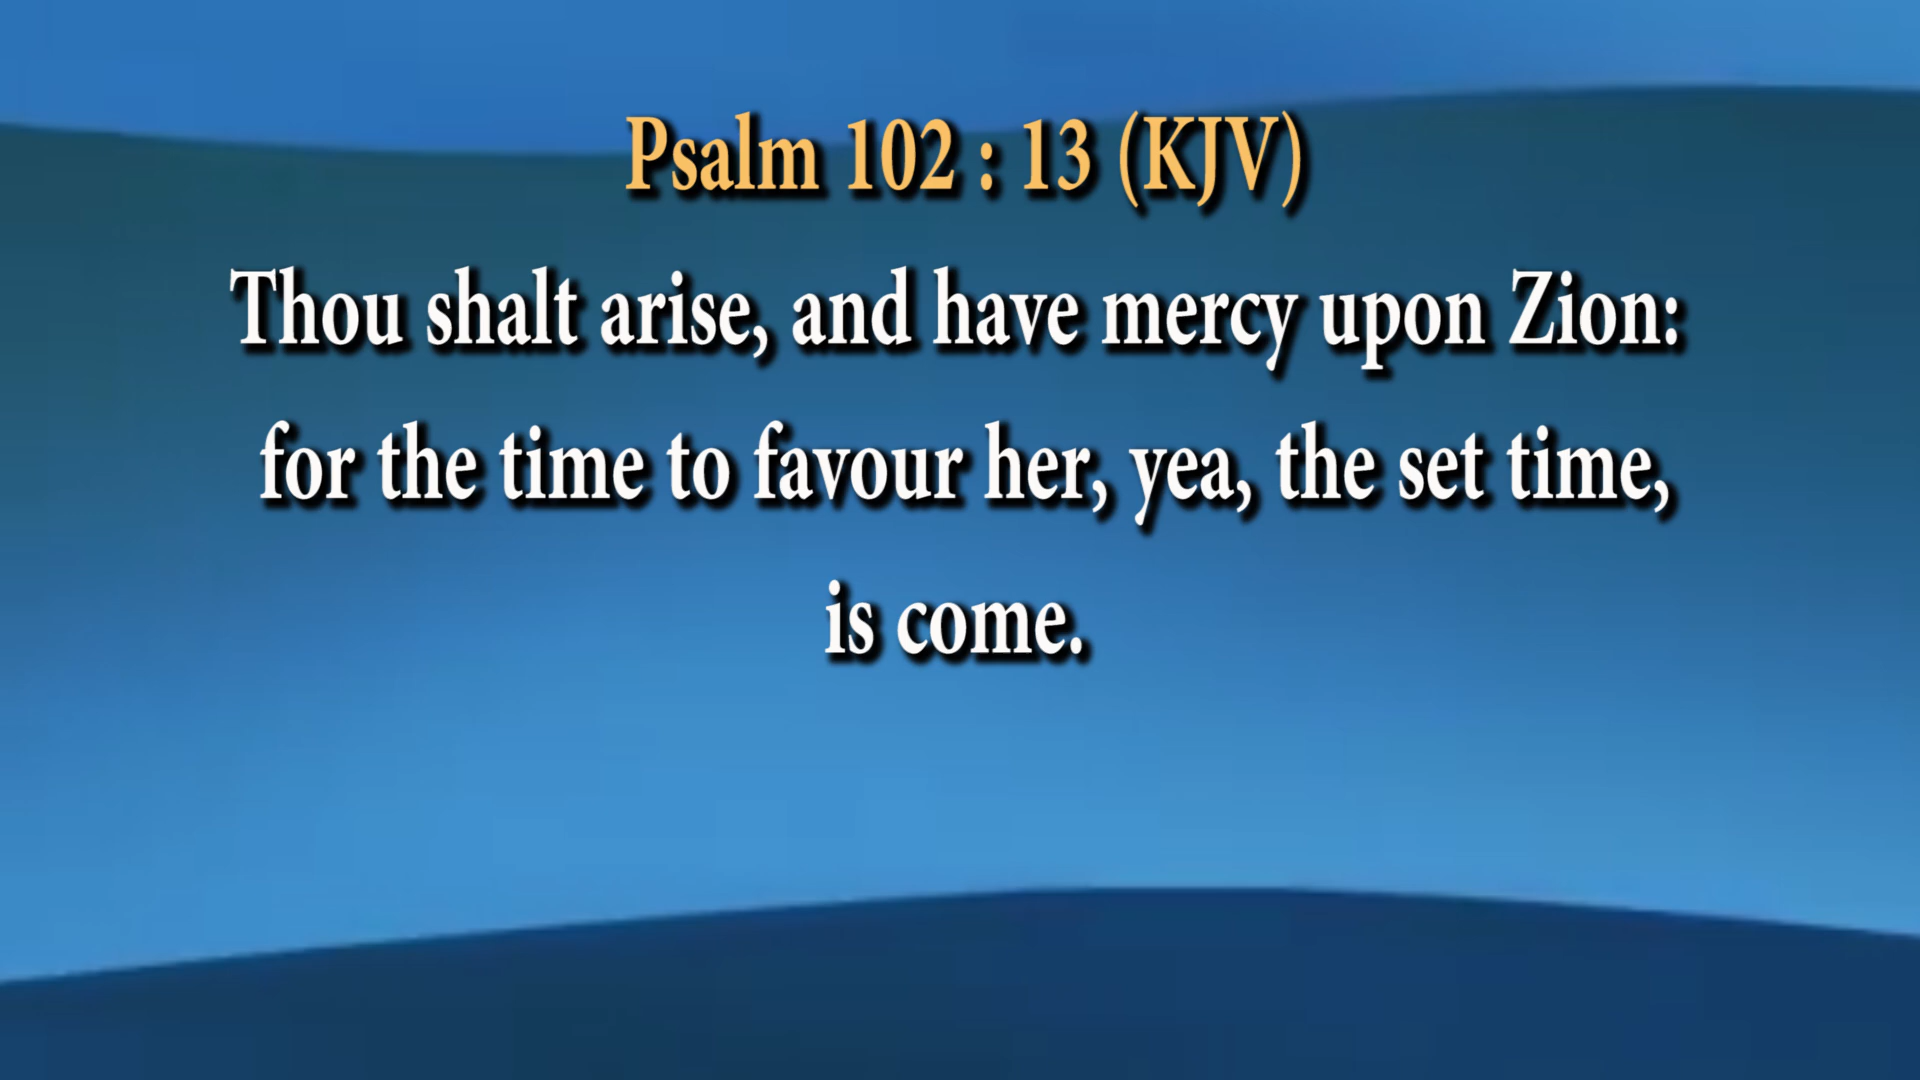 Psalm 102 : 13 (KJV)
Thou shalt arise, and have mercy upon Zion:
for the time to favour her, yea, the set time,
is come.